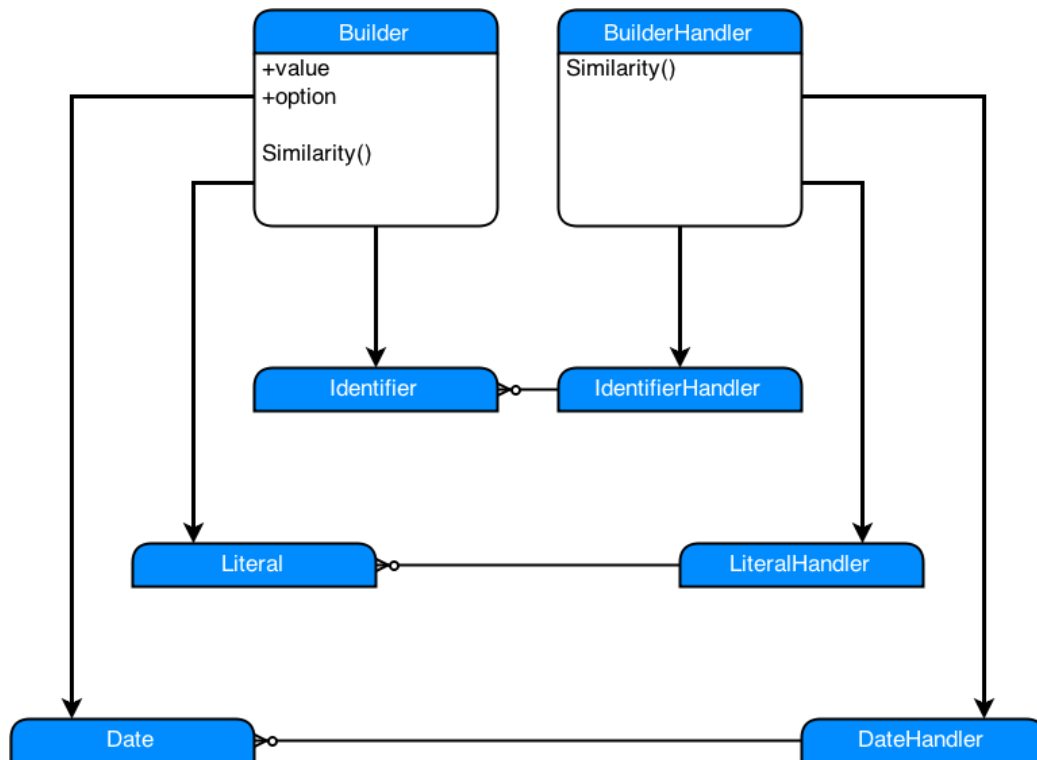 Builder
+value
+option
Similarity()
BuilderHandler
Similarity()
Identifier
IdentifierHandler
Literal
LiteralHandler
Date
DateHandler